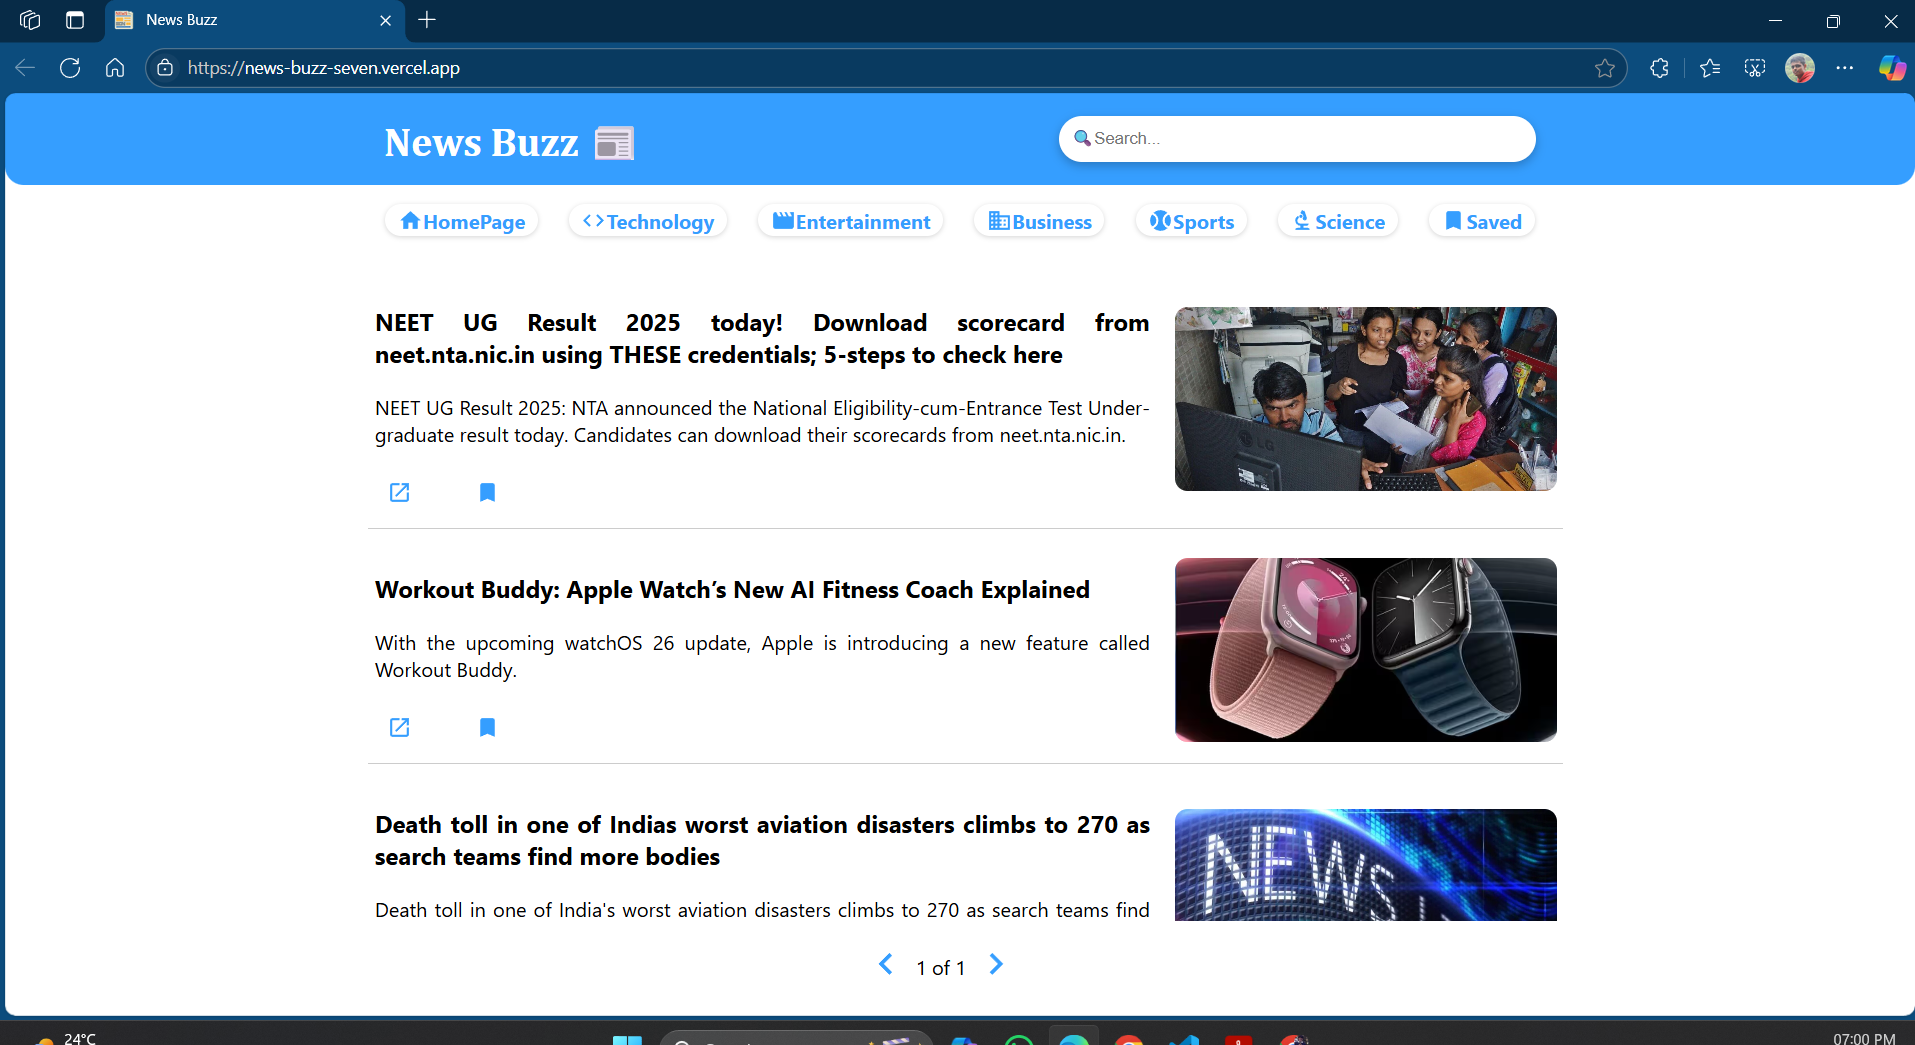 News Buzz
https://news-buzz-seven.vercel.app
News Buzz
Search...
HomePage Technology Entertainment Business Sports Science Saved
NEET UG Result 2025 today! Download scorecard from
neet.nta.nic.in using THESE credentials; 5-steps to check here
NEET UG Result 2025: NTA announced the National Eligibility-cum-Entrance Test Under-
graduate result today. Candidates can download their scorecards from neet.nta.nic.in.
LG
Workout Buddy: Apple Watch’s New AI Fitness Coach Explained
With the upcoming watchOS 26 update, Apple is introducing a new feature called
Workout Buddy.
Death toll in one of Indias worst aviation disasters climbs to 270 as
search teams find more bodies
Death toll in one of India's worst aviation disasters climbs to 270 as search teams find
NEWS
1 of 1
24°C
07:00 PM